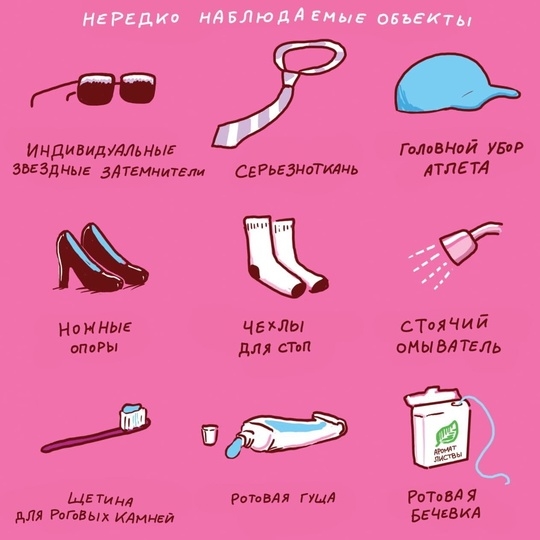 НЕРЕДКО НАБЛЮДАЕМЫЕ ОБЪЕКТЫ
ИНДИВИДУАЛЬНЫЕ
ЗВЕЗДНЫЕ ЗАТЕМНИТЕЛИ
СЕРЬЕЗНОТКАНЬ
ГОЛОВНОЙ УБОР
АТЛЕТА
НОЖНЫЕ
ОПОРЫ
ЧЕХЛЫ
ДЛЯ СТОП
СТОЯЧИЙ
ОМЫВАТЕЛЬ
ЩЕТИНА
ДЛЯ РОГОВЫХ КАМНЕЙ
РОТОВАЯ ГУЩА
АРОМАТ
ЛИСТВЫ
РОТОВАЯ
БЕЧЕВКА